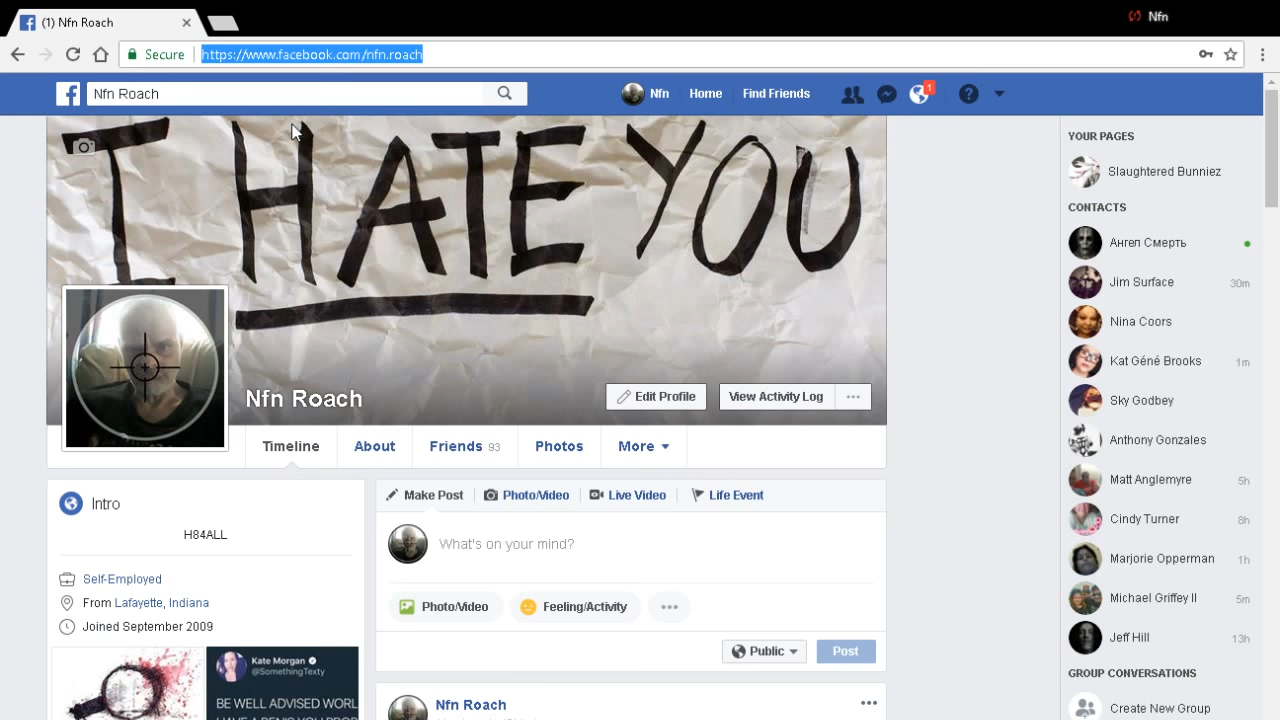 (1) Nfn Roach
Nfn
Secure
https://www.facebook.com/nfn.roach
Nfn Roach
Nfn
Home
Find Friends
1
I HATE YOU
Nfn Roach
Edit Profile
View Activity Log
Timeline
About
Friends 93
Photos
More
Intro
H84ALL
Self-Employed
From Lafayette, Indiana
Joined September 2009
Kate Morgan
@SomethingTexty
BE WELL ADVISED WORL
Make Post
Photo/Video
Live Video
Life Event
What's on your mind?
Photo/Video
Feeling/Activity
Public
Post
Nfn Roach
YOUR PAGES
Slaughtered Bunniez
CONTACTS
Ангел Смерть
Jim Surface 30m
Nina Coors
Kat Géné Brooks 1m
Sky Godbey
Anthony Gonzales
Mat Anglemyre 5h
Cindy Turner 8h
Marjorie Opperman 1h
Michael Griffey II 5m
Jeff Hill 13h
GROUP CONVERSATIONS
Create New Group